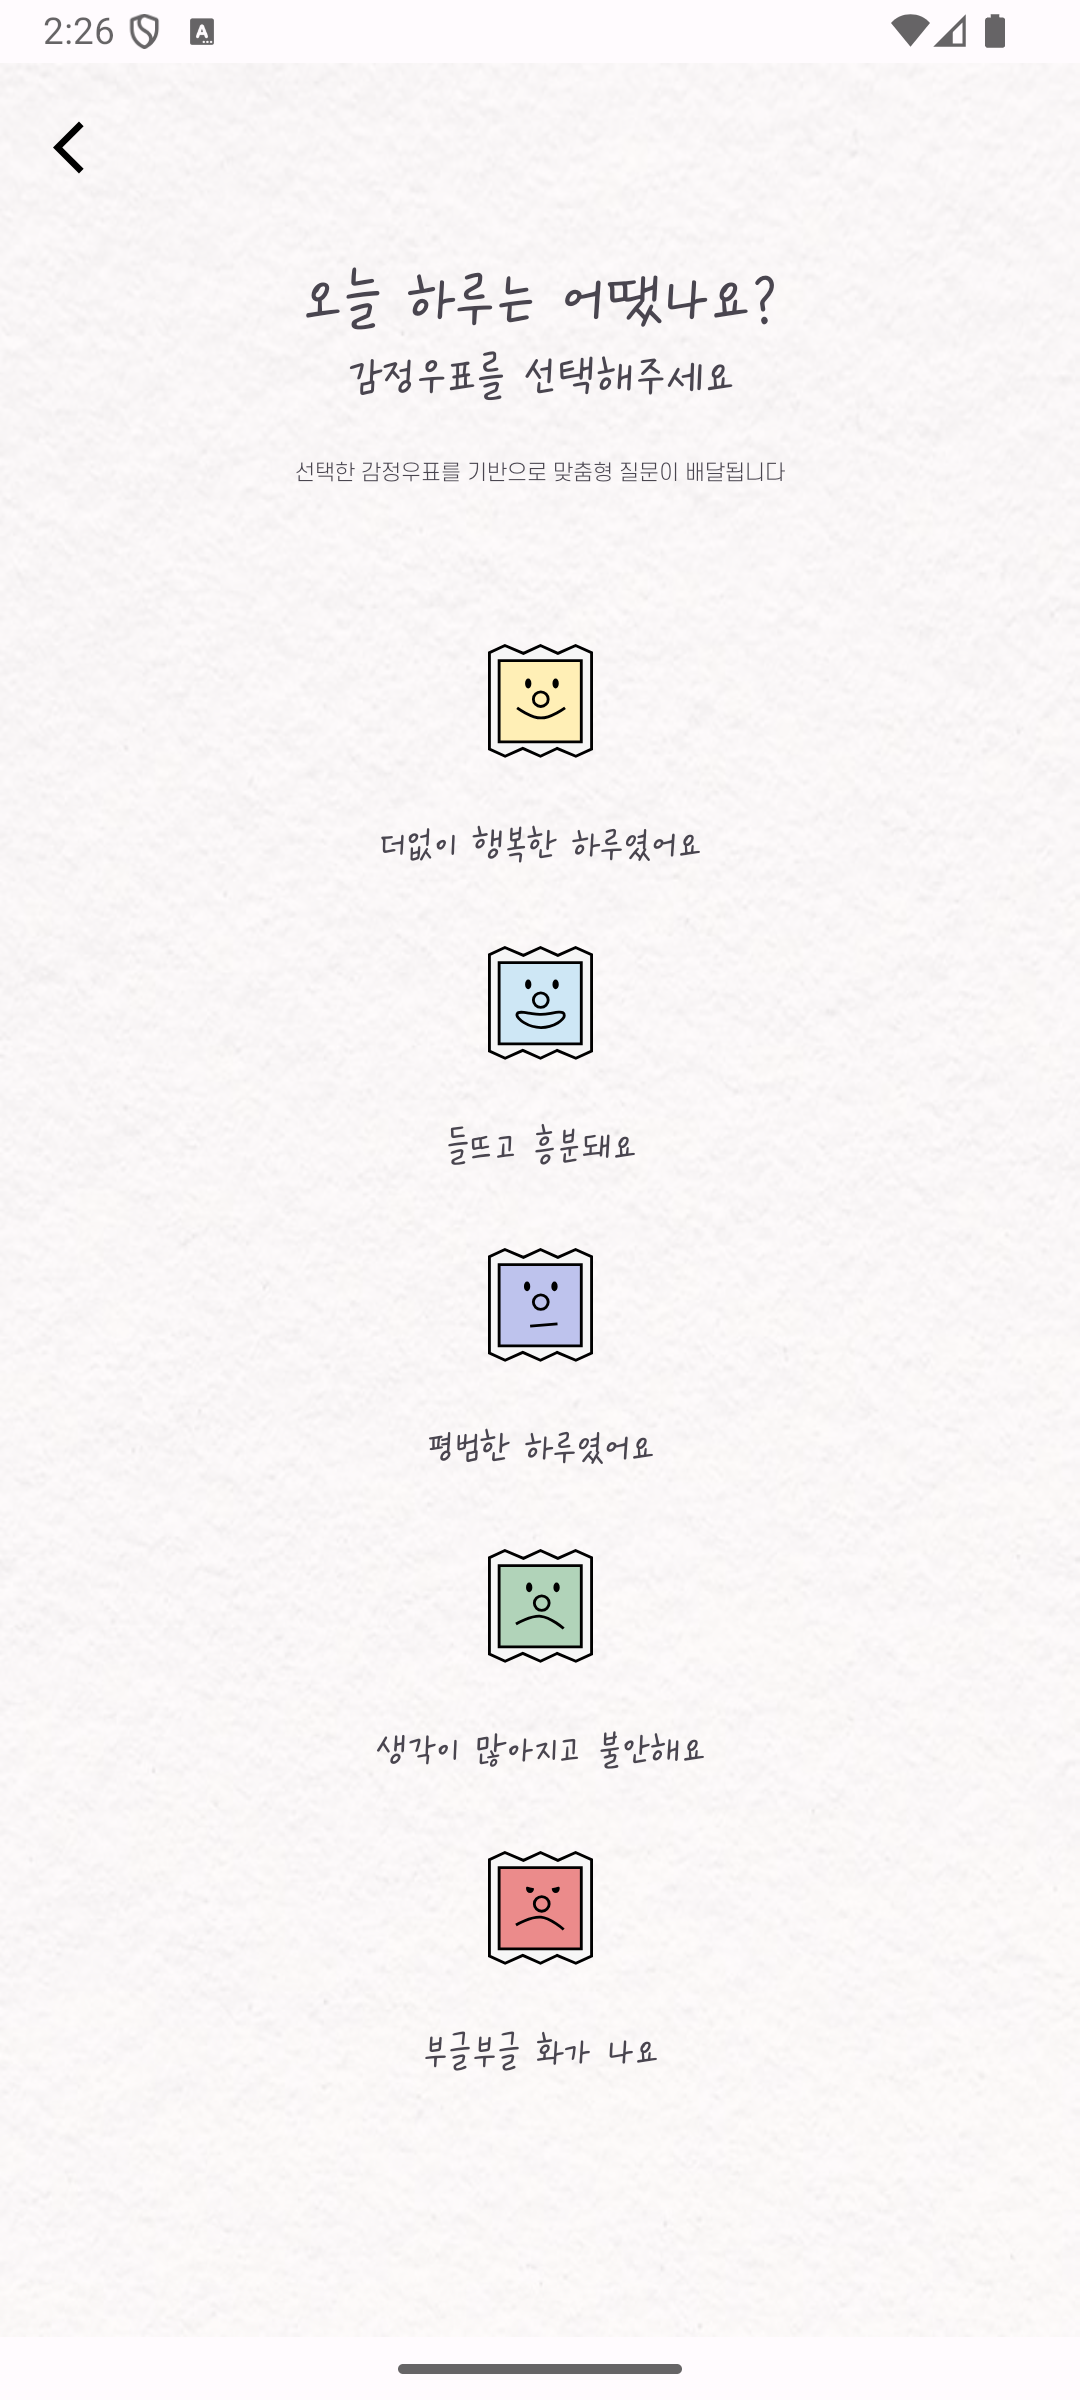 2:26
오늘 하루는 어땠나요?
감정우표를 선택해주세요
선택한 감정우표를 기반으로 맞춤형 질문이 배달됩니다
더없이 행복한 하루였어요
들뜨고 흥분돼요
평범한 하루였어요
생각이 많아지고 불안해요
부글부글 화가 나요